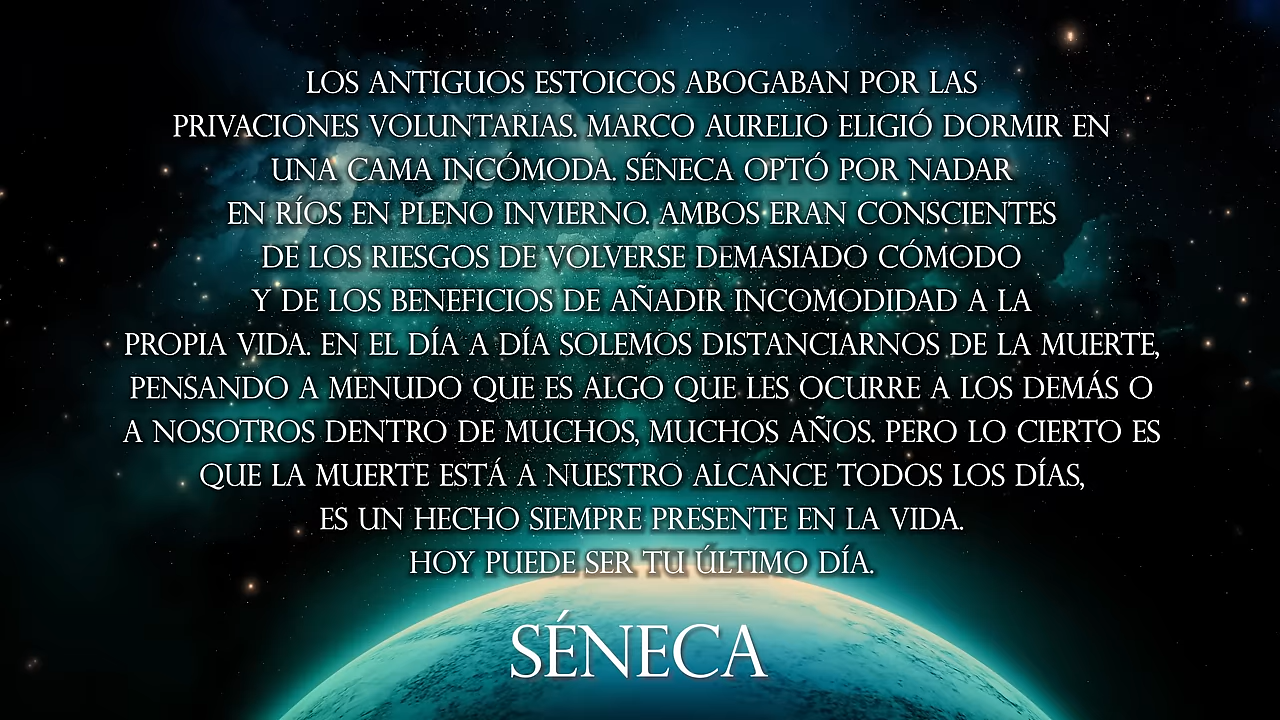 LOS ANTIGUOS ESTOICOS ABOGABAN POR LAS
PRIVACIONES VOLUNTARIAS. MARCO AURELIO ELIGIÓ DORMIR EN
UNA CAMA INCÓMODA. SÉNECA OPTÓ POR NADAR
EN RÍOS EN PLENO INVIERNO. AMBOS ERAN CONSCIENTES
DE LOS RIESGOS DE VOLVERSE DEMASIADO CÓMODO
Y DE LOS BENEFICIOS DE AÑADIR INCOMODIDAD A LA
PROPIA VIDA. EN EL DÍA A DÍA SOLEMOS DISTANCIARNOS DE LA MUERTE,
PENSANDO A MENUDO QUE ES ALGO QUE LES OCURRE A LOS DEMÁS O
A NOSOTROS DENTRO DE MUCHOS, MUCHOS AÑOS. PERO LO CIERTO ES
QUE LA MUERTE ESTÁ A NUESTRO ALCANCE TODOS LOS DÍAS,
ES UN HECHO SIEMPRE PRESENTE EN LA VIDA.
HOY PUEDE SER TU ÚLTIMO DÍA.
SÉNECA